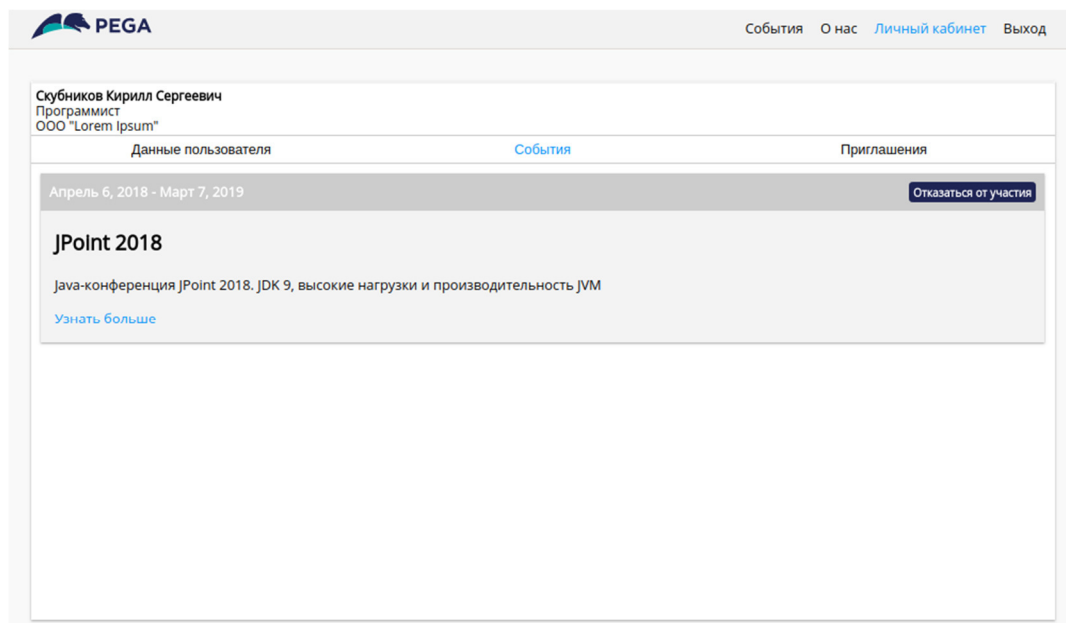 PEGA
События О нас Личный кабинет Выход
Скубников Кирилл Сергеевич
Программист
ООО "Lorem Ipsum"
Данные пользователя События Приглашения
Апрель 6, 2018 - Март 7, 2019 Отказаться от участия
JPoint 2018
Java-конференция JPoint 2018. JDK 9, высокие нагрузки и производительность JVM
Узнать больше